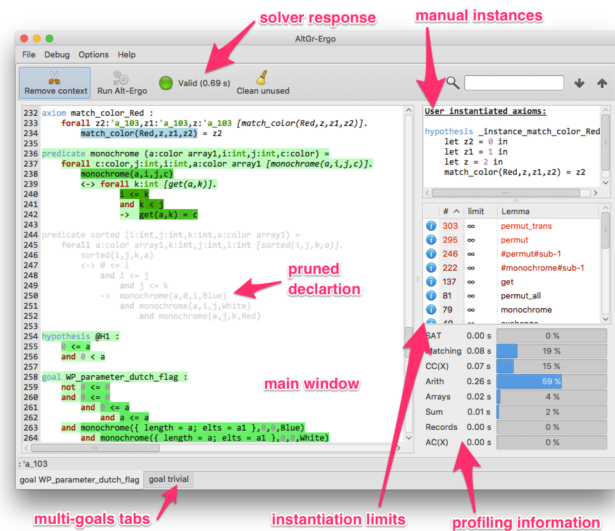 solver response
manual instances
AltGr-Ergo
File Debug Options Help
Remove context
Run Alt-Ergo
Valid (0.69 s)
Clean unused
232 axiom match_color_Red :
233 forall z2:'a_103,z1:'a_103,z:'a_103 [match_color(Red,z,z1,z2)].
234 match_color(Red,z,z1,z2) = z2
235
236 predicate monochrome (a:color array1,i:int,j:int,c:color) =
237 forall c:color,j:int,i:int,a:color array1 [monochrome(a,i,j,c)].
238 monochrome(a,i,j,c)
239 <-> forall k:int [get(a,k)].
240 i <= k
241 and k < j
242 -> get(a,k) = c
243
244 predicate sorted (i:int,j:int,k:int,a:color array1) =
245 forall a:color array1,k:int,j:int,i:int [sorted(i,j,k,a)].
246 sorted(i,j,k,a)
247 <-> 0 <= i
248 and i <= j
249 and j <= k
250 -> monochrome(a,0,i,Blue)
251 and monochrome(a,i,j,White)
252 and monochrome(a,j,k,Red)
253
254 hypothesis @H1 :
255 0 <= a
256 and 0 < a
257
258 goal WP_parameter_dutch_flag :
259 not 0 <= 0
260 and 0 <= 0
261 and 0 <= a
262 and a <= a
263 and monochrome({ length = a; elts = a1 },0,0,Blue)
264 and monochrome({ length = a; elts = a1 },0,0,White)
pruned
declartion
main window
User instantiated axioms:
hypothesis _instance_match_color_Red
let z2 = 0 in
let z1 = 1 in
let z = 2 in
match_color(Red,z,z1,z2) = z2
# limit Lemma
303 ∞ permut_trans
295 ∞ permut
246 ∞ #permut#sub-1
222 ∞ #monochrome#sub-1
137 ∞ get
81 ∞ permut_all
79 ∞ monochrome
SAT 0.00 s 0 %
Matching 0.08 s 19 %
CC(X) 0.07 s 15 %
Arith 0.26 s 59 %
Arrays 0.02 s 4 %
Sum 0.01 s 2 %
Records 0.00 s 0 %
AC(X) 0.00 s 0 %
: 'a_103
goal WP_parameter_dutch_flag
goal trivial
multi-goals tabs
instantiation limits
profiling information